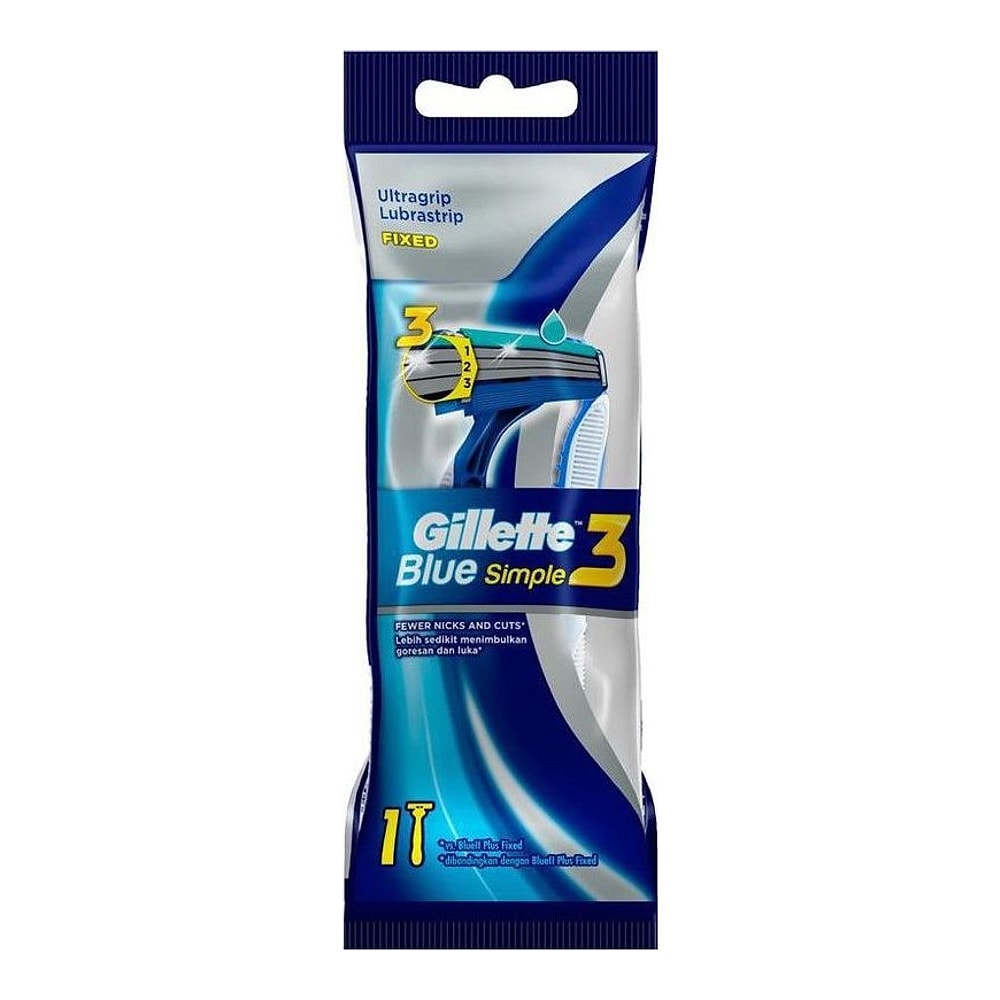 Ultragrip
Lubrastrip
FIXED
3
1
2
3
Gillette™ 3
Blue Simple
FEWER NICKS AND CUTS*
Lebih sedikit menimbulkan
goresan dan luka*
1
*vs. BlueII Plus Fixed
*dibandingkan dengan BlueII Plus Fixed